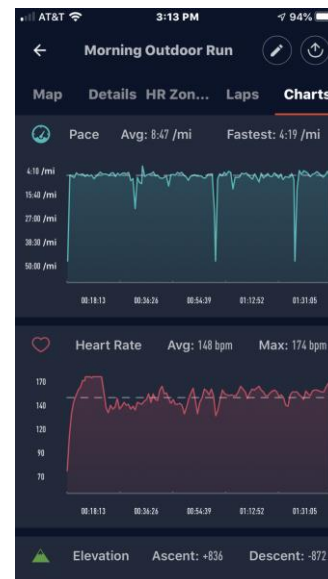 AT&T 3:13 PM 94%
Morning Outdoor Run
Map Details HR Zon... Laps Charts
Pace Avg: 8:47 /mi Fastest: 4:19 /mi
4:10 /mi
15:40 /mi
27:00 /mi
38:30 /mi
50:00 /mi
00:18:13 00:36:26 00:54:39 01:12:52 01:31:05
Heart Rate Avg: 148 bpm Max: 174 bpm
170
140
120
90
70
00:18:13 00:36:26 00:54:39 01:12:52 01:31:05
Elevation Ascent: +836 Descent: -872